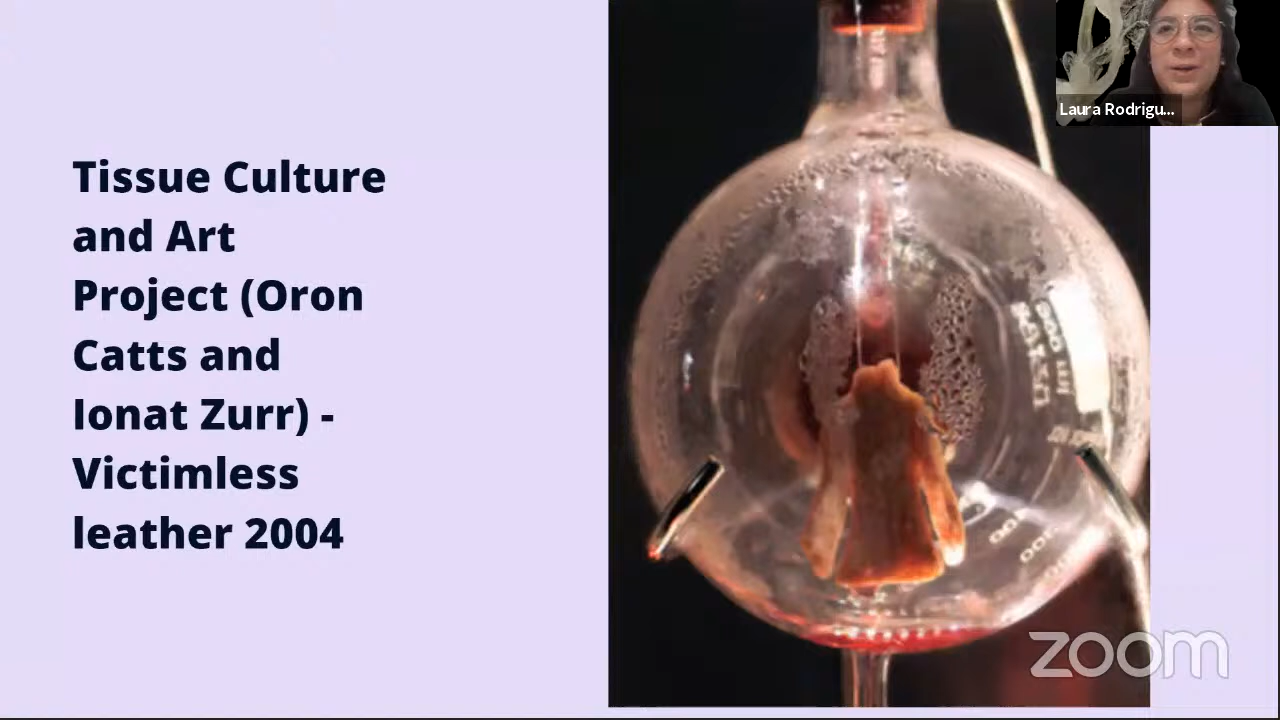 Tissue Culture
and Art
Project (Oron
Catts and
Ionat Zurr) -
Victimless
leather 2004
Laura Rodrigu...
zoom